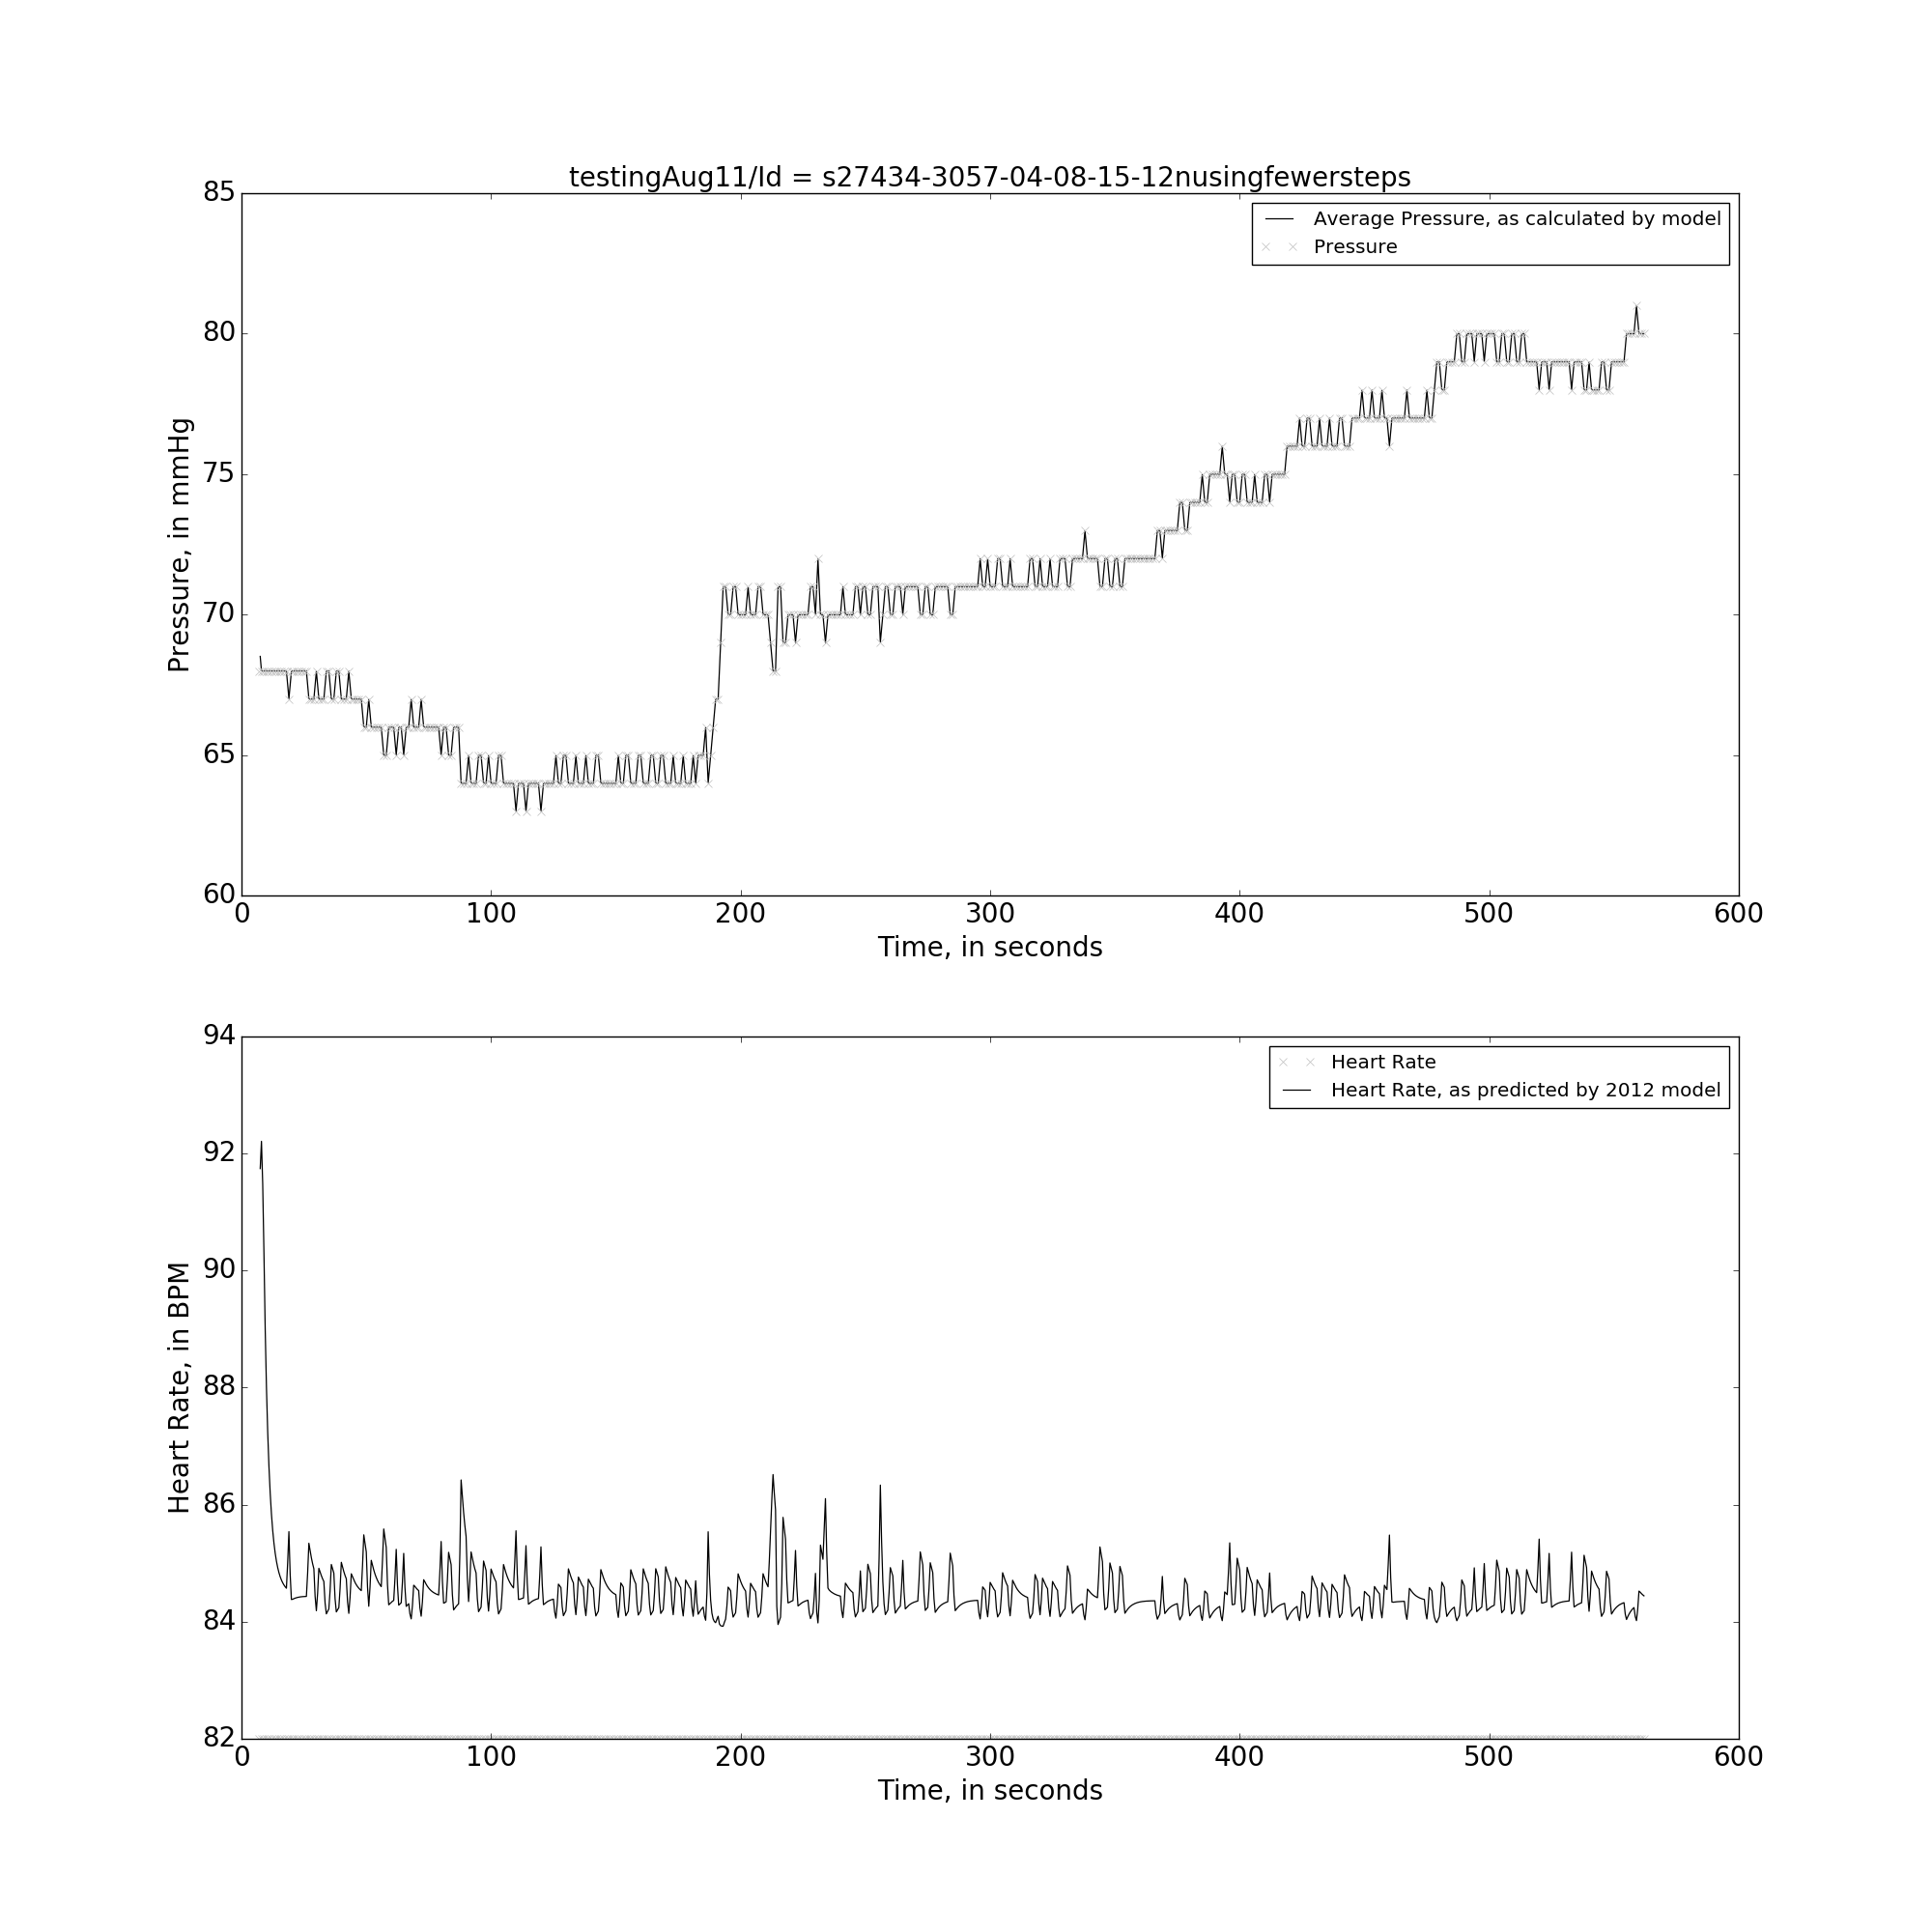 testingAug11/Id = s27434-3057-04-08-15-12nusingfewersteps
85
80
75
70
65
60
Pressure, in mmHg
Average Pressure, as calculated by model
Pressure
0 100 200 300 400 500 600
Time, in seconds
94
92
90
88
86
84
82
Heart Rate, in BPM
Heart Rate
Heart Rate, as predicted by 2012 model
0 100 200 300 400 500 600
Time, in seconds